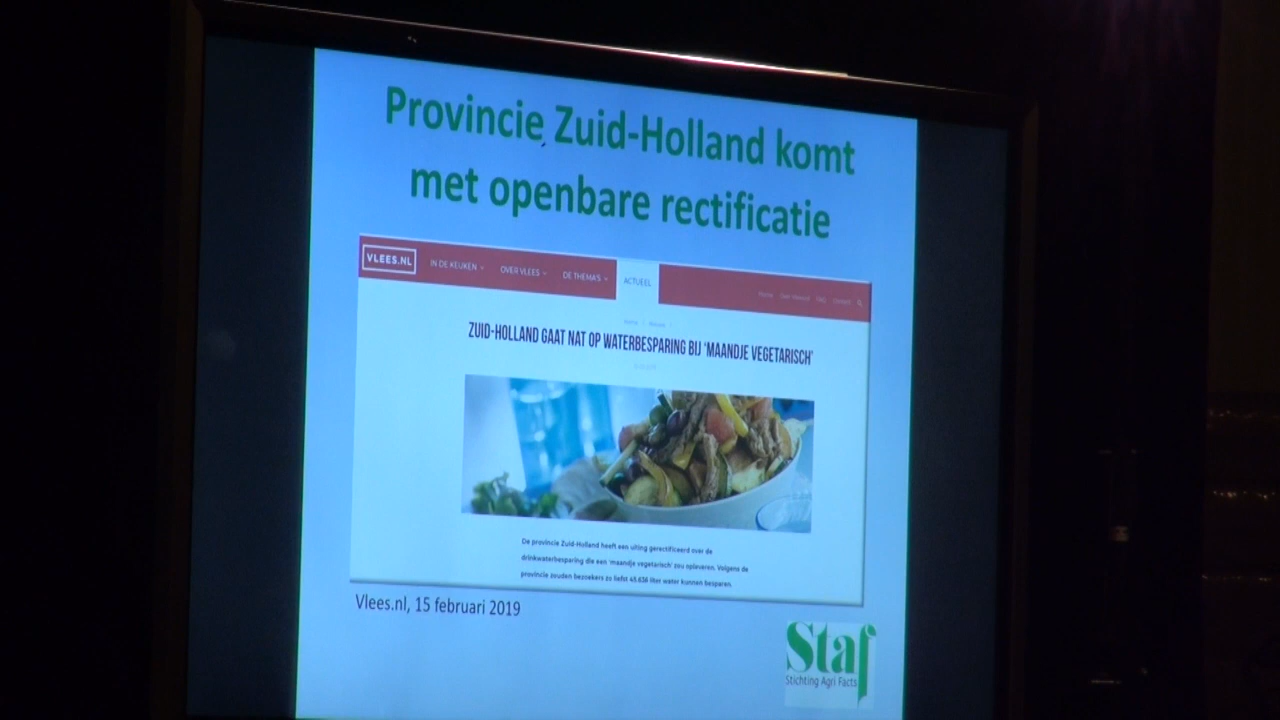 Provincie Zuid-Holland komt
met openbare rectificatie
VLEES.NL IN DE KEUKEN OVER VLEES DE THEMA'S ACTUEEL
Home Nieuws
ZUID-HOLLAND GAAT NAT OP WATERBESPARING BIJ 'MAANDJE VEGETARISCH'
De provincie Zuid-Holland heeft een uiting gerectificeerd over de
drinkwaterbesparing die een 'maandje vegetarisch' zou opleveren. Volgens de
provincie zouden bezoekers zo liefst 45.638 liter water kunnen besparen.
Vlees.nl, 15 februari 2019
Staf
Stichting Agri Facts